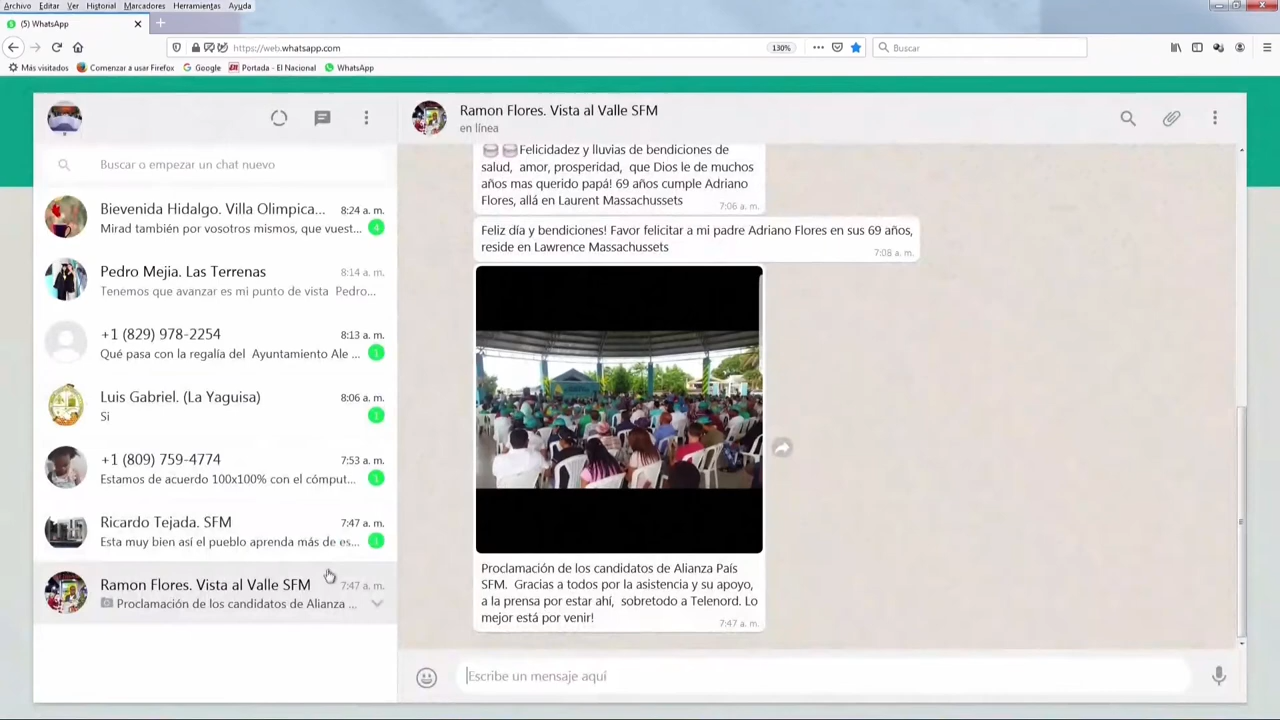 Archivo Editar Ver Historial Marcadores Herramientas Ayuda
(5) WhatsApp
https://web.whatsapp.com
130%
Buscar
Más visitados Comenzar a usar Firefox Google Portada - El Nacional WhatsApp
Buscar o empezar un chat nuevo
Bievenida Hidalgo. Villa Olimpica... 8:24 a. m.
Mirad también por vosotros mismos, que vuest... 4
Pedro Mejia. Las Terrenas 8:14 a. m.
Tenemos que avanzar es mi punto de vista Pedro...
+1 (829) 978-2254 8:13 a. m.
Qué pasa con la regalía del Ayuntamiento Ale ... 1
Luis Gabriel. (La Yaguisa) 8:06 a. m.
Si 1
+1 (809) 759-4774 7:53 a. m.
Estamos de acuerdo 100x100% con el cómput... 1
Ricardo Tejada. SFM 7:47 a. m.
Esta muy bien así el pueblo aprenda más de es... 1
Ramon Flores. Vista al Valle SFM 7:47 a. m.
Proclamación de los candidatos de Alianza ...
Ramon Flores. Vista al Valle SFM
en línea
Felicidadez y lluvias de bendiciones de
salud, amor, prosperidad, que Dios le de muchos
años mas querido papá! 69 años cumple Adriano
Flores, allá en Laurent Massachussets 7:06 a. m.
Feliz día y bendiciones! Favor felicitar a mi padre Adriano Flores en sus 69 años,
reside en Lawrence Massachussets 7:08 a. m.
Proclamación de los candidatos de Alianza País
SFM. Gracias a todos por la asistencia y su apoyo,
a la prensa por estar ahí, sobretodo a Telenord. Lo
mejor está por venir! 7:47 a. m.
Escribe un mensaje aquí